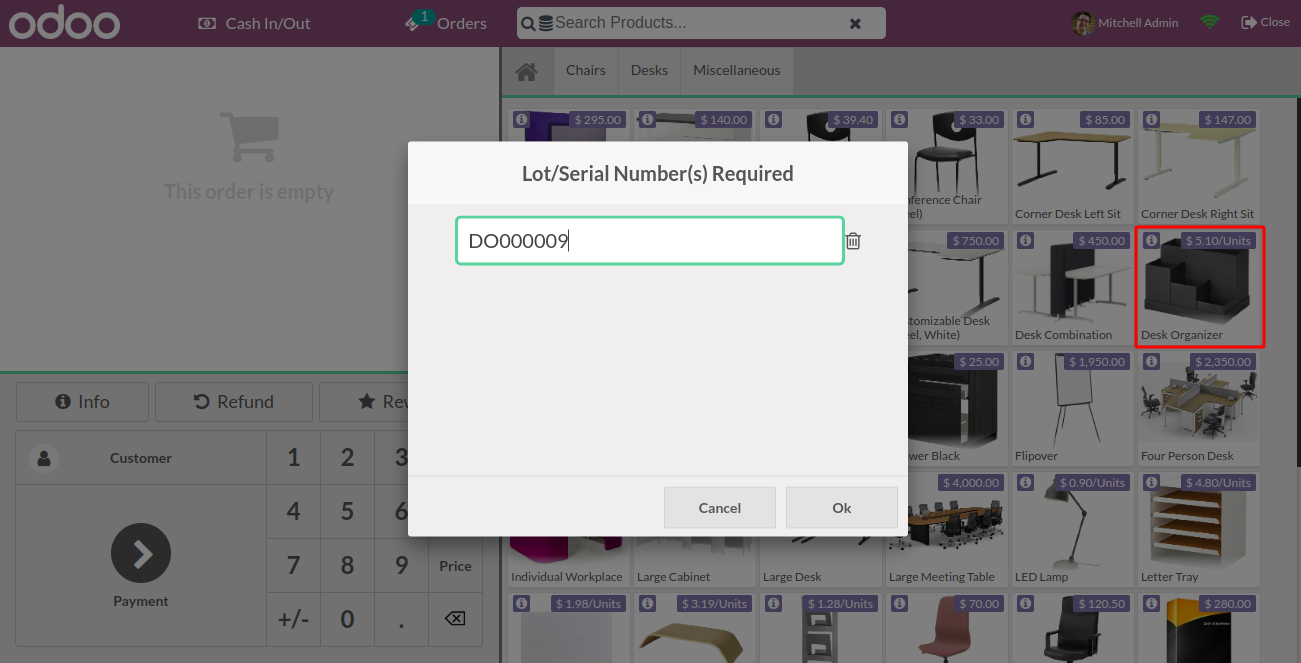 odoo
Cash In/Out
1
Orders
Search Products...
Mitchell Admin
Close
Chairs
Desks
Miscellaneous
This order is empty
$ 295.00
$ 140.00
$ 39.40
$ 33.00
$ 85.00
$ 147.00
nference Chair
el)
Corner Desk Left Sit
Corner Desk Right Sit
Lot/Serial Number(s) Required
DO000009
Cancel
Ok
$ 750.00
$ 450.00
$ 5.10/Units
tomizable Desk
el, White)
Desk Combination
Desk Organizer
$ 25.00
$ 1,950.00
$ 2,350.00
wer Black
Flipover
Four Person Desk
$ 4,000.00
$ 0.90/Units
$ 4.80/Units
Individual Workplace
Large Cabinet
Large Desk
Large Meeting Table
LED Lamp
Letter Tray
$ 1.98/Units
$ 3.19/Units
$ 1.28/Units
$ 70.00
$ 120.50
$ 280.00
Info
Refund
Rev
Customer
1
2
3
4
5
6
7
8
9
Price
Payment
+/-
0
.